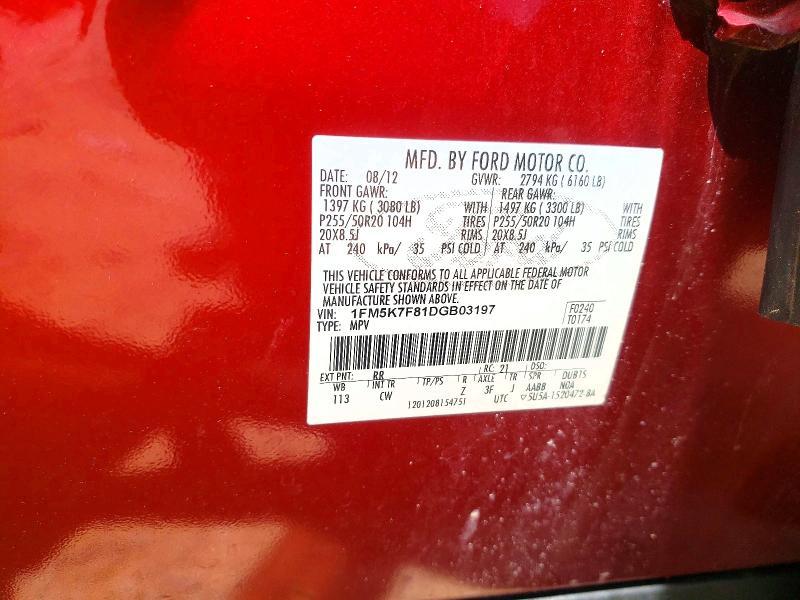 MFD. BY FORD MOTOR CO.
DATE: 08/12 GVWR: 2794 KG ( 6160 LB)
FRONT GAWR: REAR GAWR:
1397 KG ( 3080 LB) WITH 1497 KG ( 3300 LB) WITH
P255/50R20 104H TIRES P255/50R20 104H TIRES
20X8.5J RIMS 20X8.5J RIMS
AT 240 kPa/ 35 PSI COLD AT 240 kPa/ 35 PSI COLD
THIS VEHICLE CONFORMS TO ALL APPLICABLE FEDERAL MOTOR
VEHICLE SAFETY STANDARDS IN EFFECT ON THE DATE OF
MANUFACTURE SHOWN ABOVE.
VIN: 1FM5K7F81DGB03197 F0240
TYPE: MPV T0174
EXT PNT: RR RC: 21 DSO:
WB INT TR TP/PS R AXLE TR SPR DUBTS
113 CW Z 3F J AABB NOA
1201208154751 UTC ▽5U5A-1520472-BA